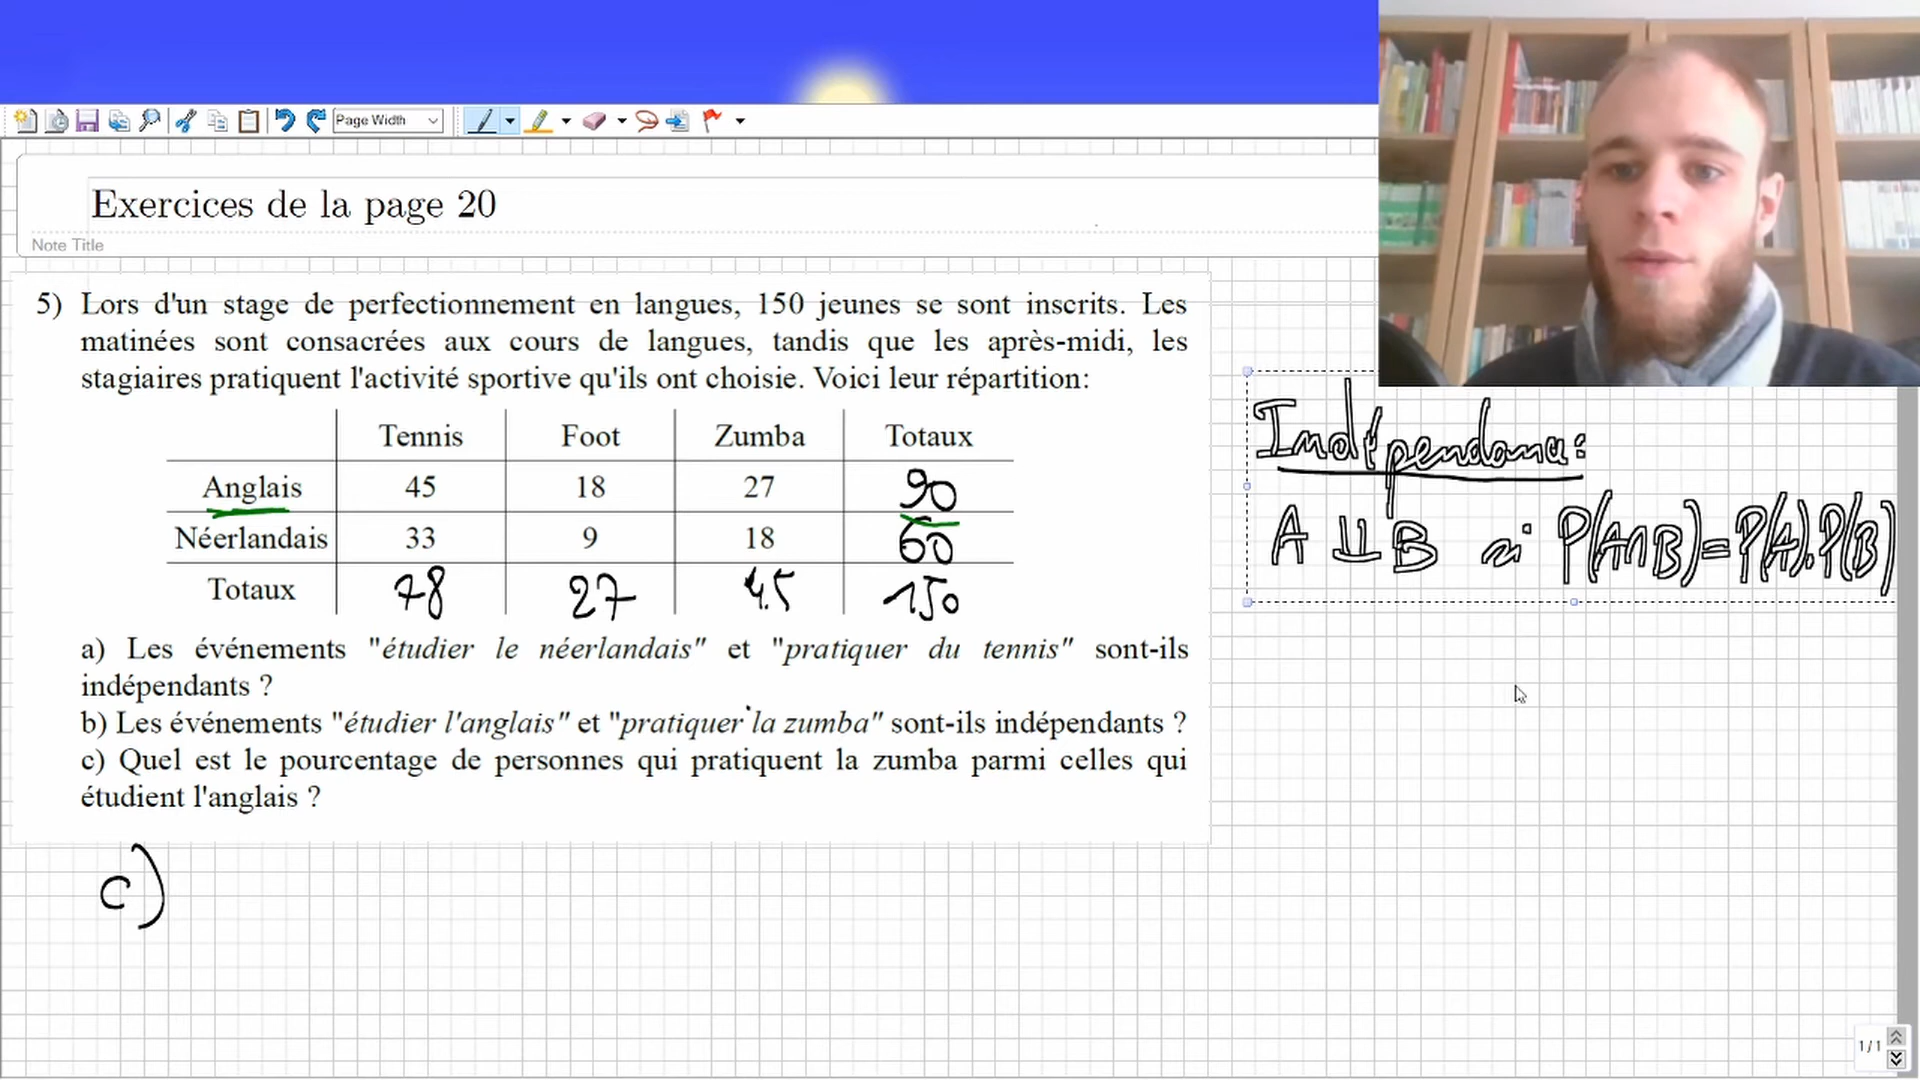 Page Width
Exercices de la page 20
Note Title
5) Lors d'un stage de perfectionnement en langues, 150 jeunes se sont inscrits. Les
matinées sont consacrées aux cours de langues, tandis que les après-midi, les
stagiaires pratiquent l'activité sportive qu'ils ont choisie. Voici leur répartition:
Tennis Foot Zumba Totaux
Anglais 45 18 27 90
Néerlandais 33 9 18 60
Totaux 78 27 45 150
Indépendance:
A ⫫ B si P(A∩B)=P(A).P(B)
a) Les événements "étudier le néerlandais" et "pratiquer du tennis" sont-ils
indépendants ?
b) Les événements "étudier l'anglais" et "pratiquer la zumba" sont-ils indépendants ?
c) Quel est le pourcentage de personnes qui pratiquent la zumba parmi celles qui
étudient l'anglais ?
c)
1/1